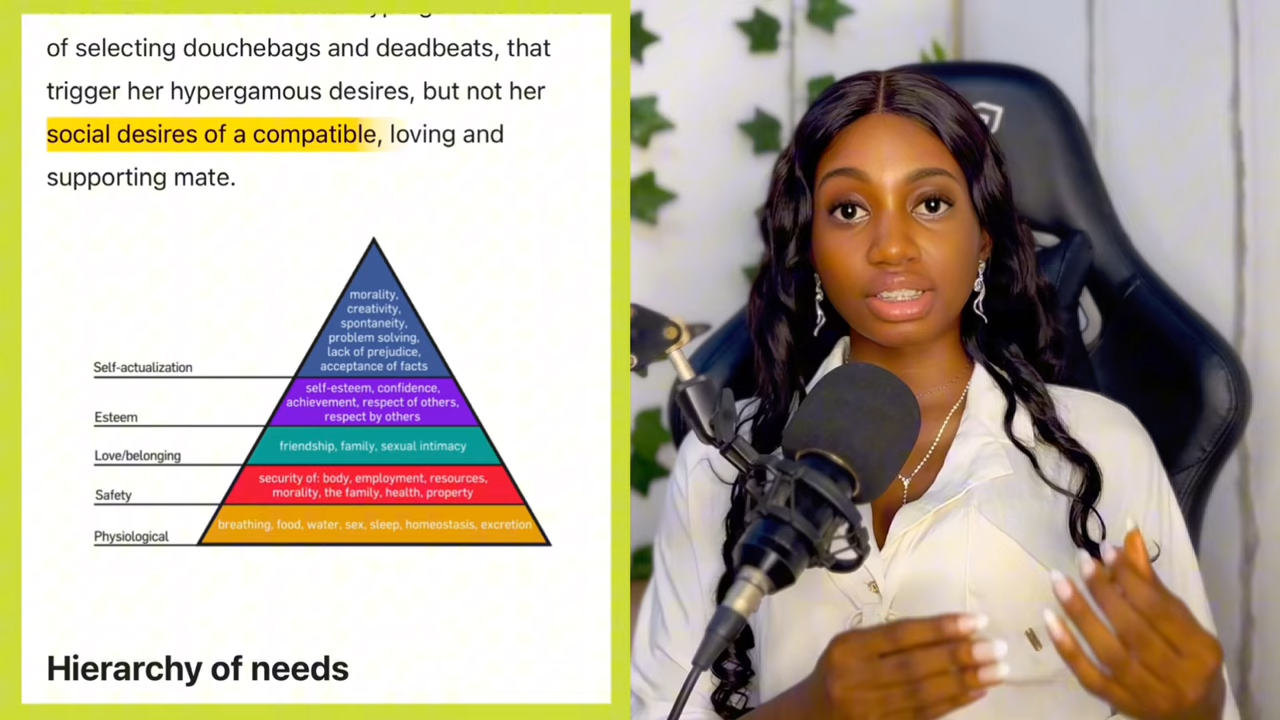 of selecting douchebags and deadbeats, that
trigger her hypergamous desires, but not her
social desires of a compatible, loving and
supporting mate.
morality,
creativity,
spontaneity,
problem solving,
lack of prejudice,
acceptance of facts
Self-actualization
self-esteem, confidence,
achievement, respect of others,
respect by others
Esteem
friendship, family, sexual intimacy
Love/belonging
security of: body, employment, resources,
morality, the family, health, property
Safety
breathing, food, water, sex, sleep, homeostasis, excretion
Physiological
Hierarchy of needs